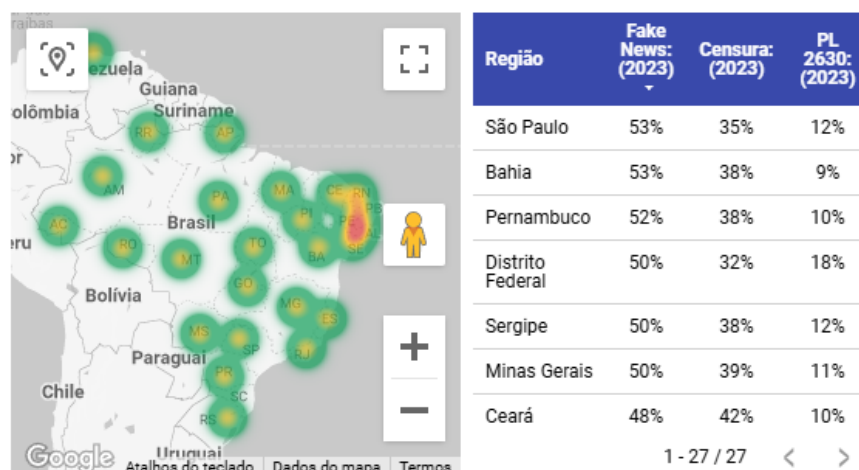 raíbas
ezuela
Guiana
Suriname
olômbia
RR
AP
or
AM
PA
MA
CE
RN
PB
AC
PI
PE
AL
Brasil
eru
RO
MT
TO
BA
SE
GO
Bolívia
MG
ES
MS
SP
RJ
Paraguai
PR
Chile
SC
RS
Uruguai
Google
Atalhos do teclado Dados do mapa Termos
Região Fake News: (2023) Censura: (2023) PL 2630: (2023)
São Paulo 53% 35% 12%
Bahia 53% 38% 9%
Pernambuco 52% 38% 10%
Distrito Federal 50% 32% 18%
Sergipe 50% 38% 12%
Minas Gerais 50% 39% 11%
Ceará 48% 42% 10%
1 - 27 / 27 < >